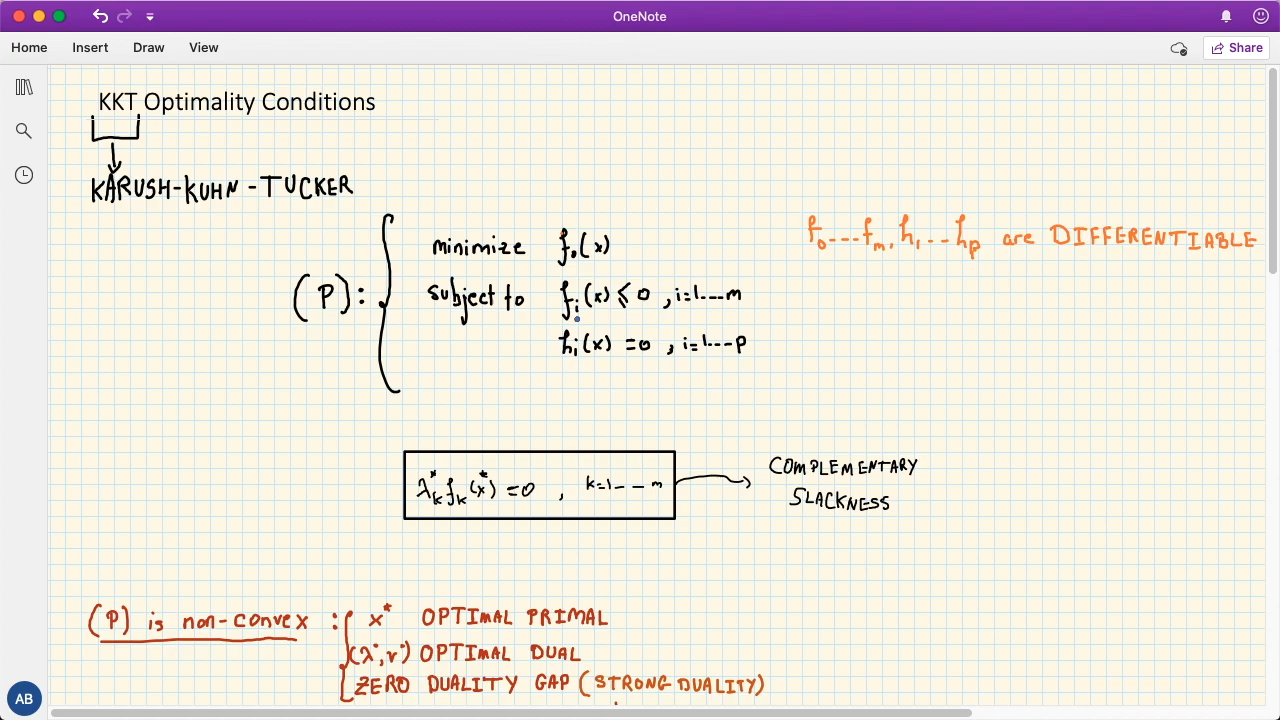 OneNote
Home Insert Draw View Share
KKT Optimality Conditions
KARUSH-KUHN-TUCKER
minimize f₀(x)
f₀...fₘ, h₁...hₚ are DIFFERENTIABLE
(P): subject to fᵢ(x) ≤ 0 , i=1...m
hᵢ(x) = 0 , i=1...p
λₖ* fₖ(x*) = 0 , k=1...m
COMPLEMENTARY
SLACKNESS
(P) is non-convex : x* OPTIMAL PRIMAL
(λ*, ν*) OPTIMAL DUAL
ZERO DUALITY GAP (STRONG DUALITY)
AB